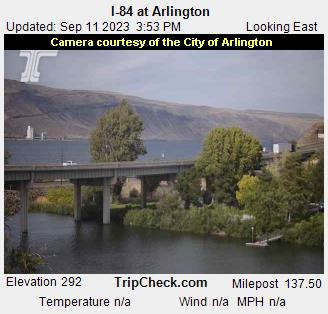 I-84 at Arlington
Updated: Sep 11 2023 3:53 PM Looking East
Camera courtesy of the City of Arlington
Elevation 292 TripCheck.com Milepost 137.50
Temperature n/a Wind n/a MPH n/a